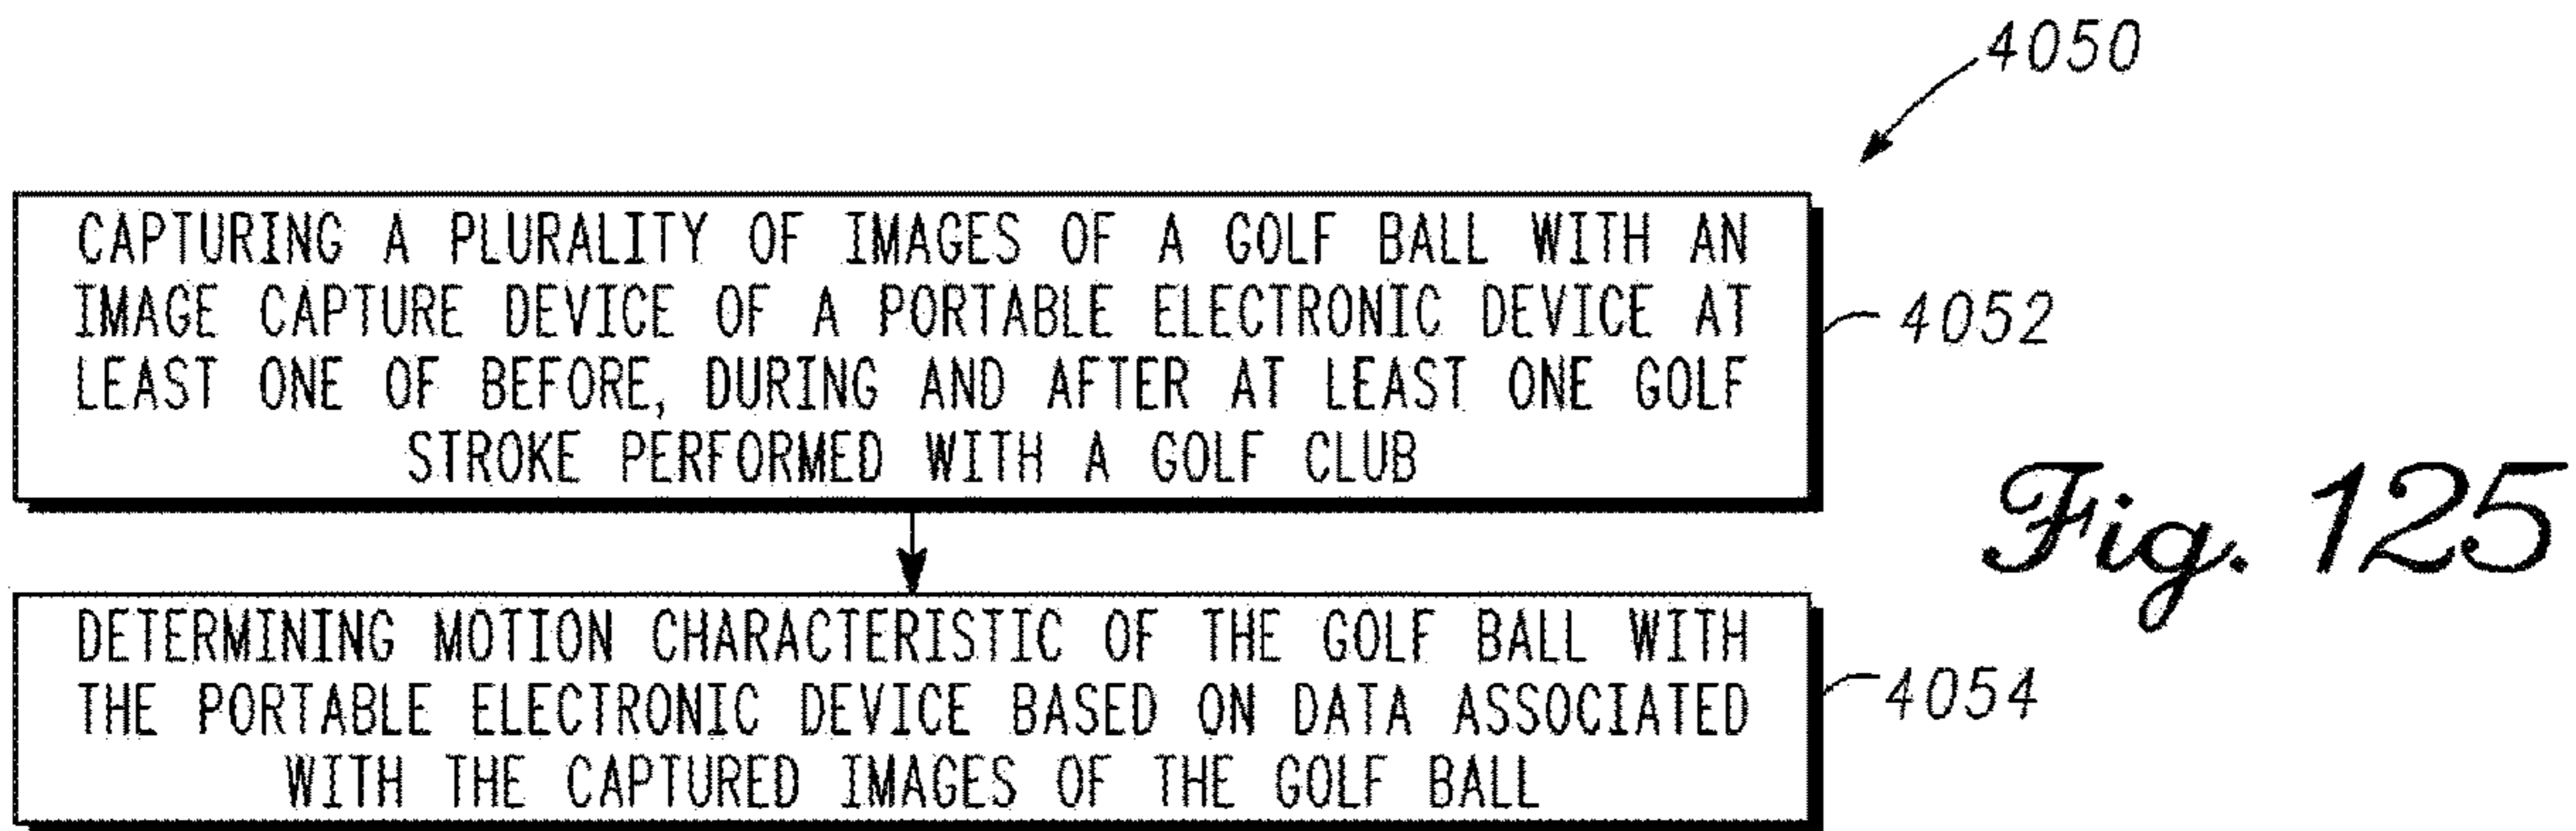 4050
CAPTURING A PLURALITY OF IMAGES OF A GOLF BALL WITH AN
IMAGE CAPTURE DEVICE OF A PORTABLE ELECTRONIC DEVICE AT
LEAST ONE OF BEFORE, DURING AND AFTER AT LEAST ONE GOLF
STROKE PERFORMED WITH A GOLF CLUB
4052
Fig. 125
DETERMINING MOTION CHARACTERISTIC OF THE GOLF BALL WITH
THE PORTABLE ELECTRONIC DEVICE BASED ON DATA ASSOCIATED
WITH THE CAPTURED IMAGES OF THE GOLF BALL
4054